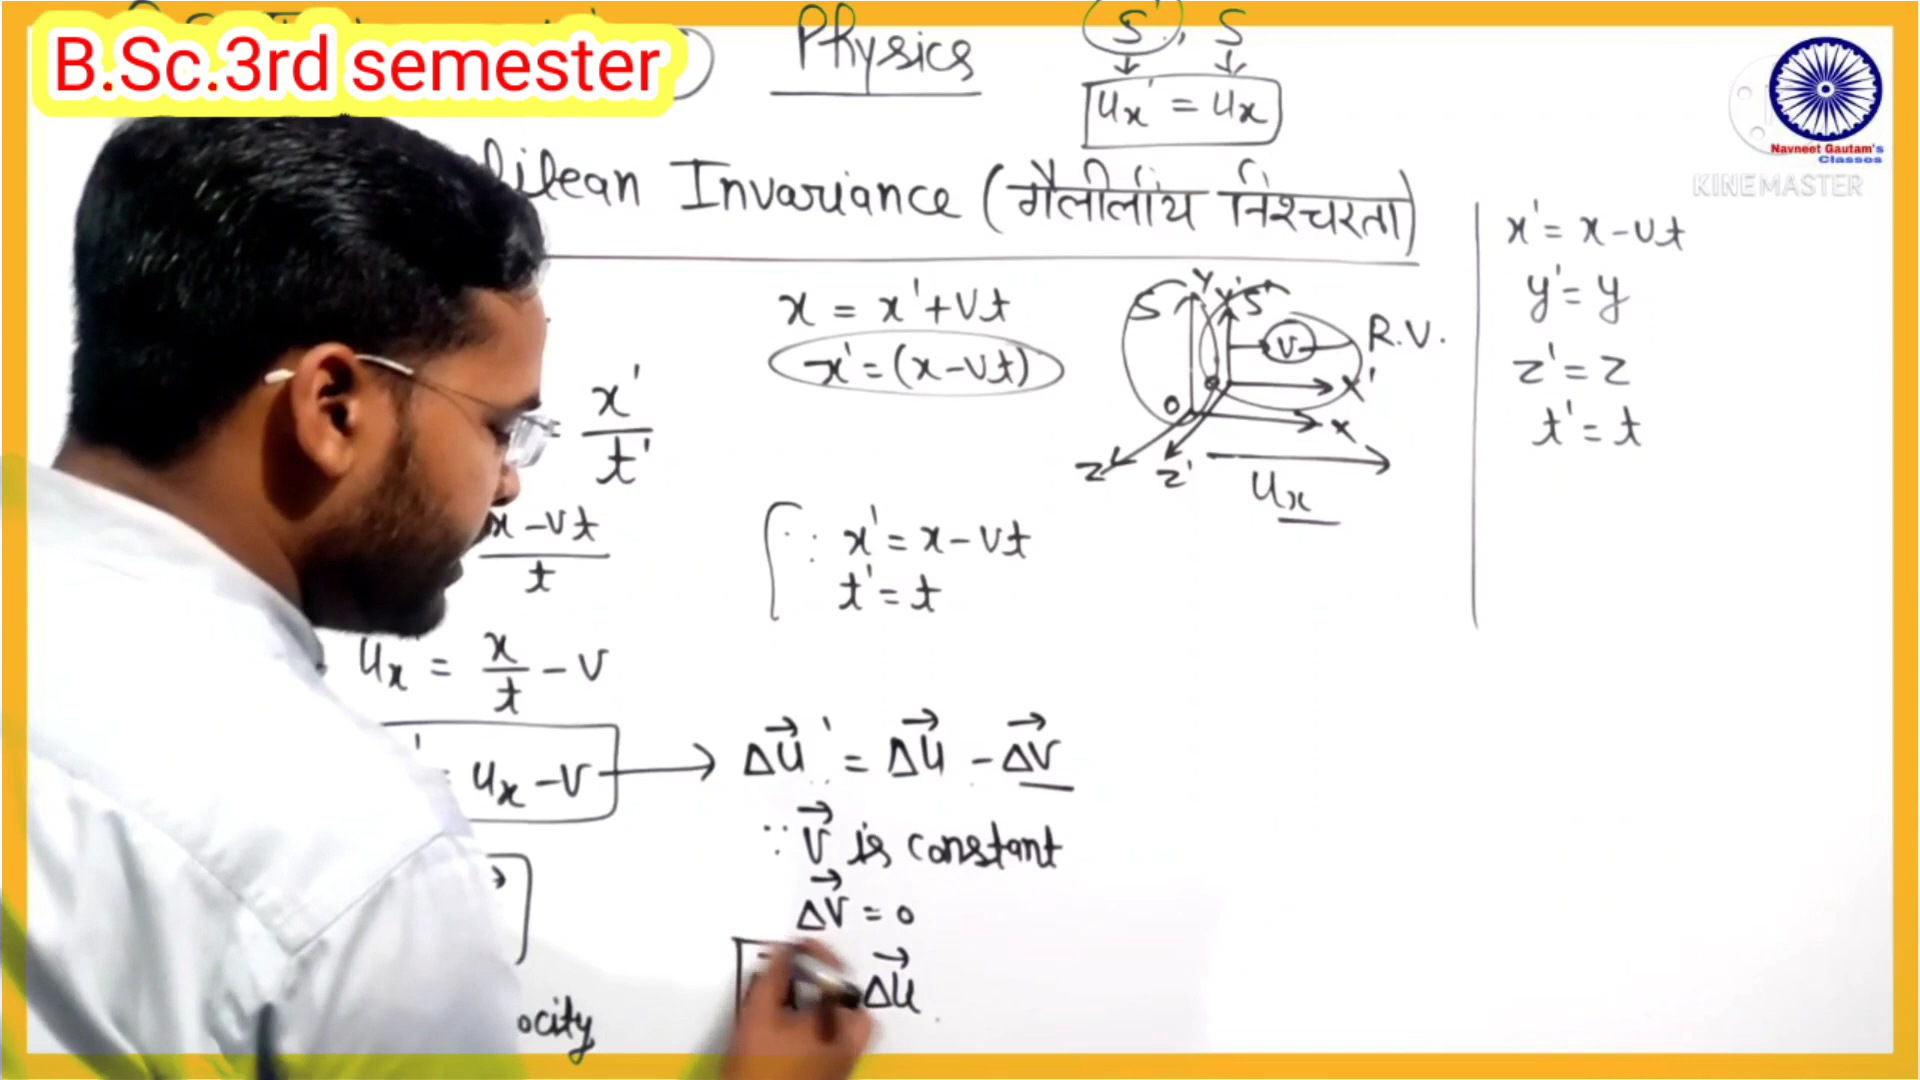 B.Sc.3rd semester
Physics
S', S
Ux' = Ux
Navneet Gautam's
Classes
KINEMASTER
lilean Invariance (गैलीलीय निश्चरता)
x = x'+Vt
x' = (x-Vt)
= x'/t'
x-Vt/t
Ux = x/t - V
Ux - V
ocity
S Y Y' S'
V R.V.
X'
O X
Z Z'
Ux
∵ x' = x - Vt
t' = t
ΔU⃗' = ΔU⃗ - ΔV⃗
∵ V⃗ is constant
ΔV⃗ = 0
ΔU⃗
x' = x - Vt
y' = y
z' = z
t' = t